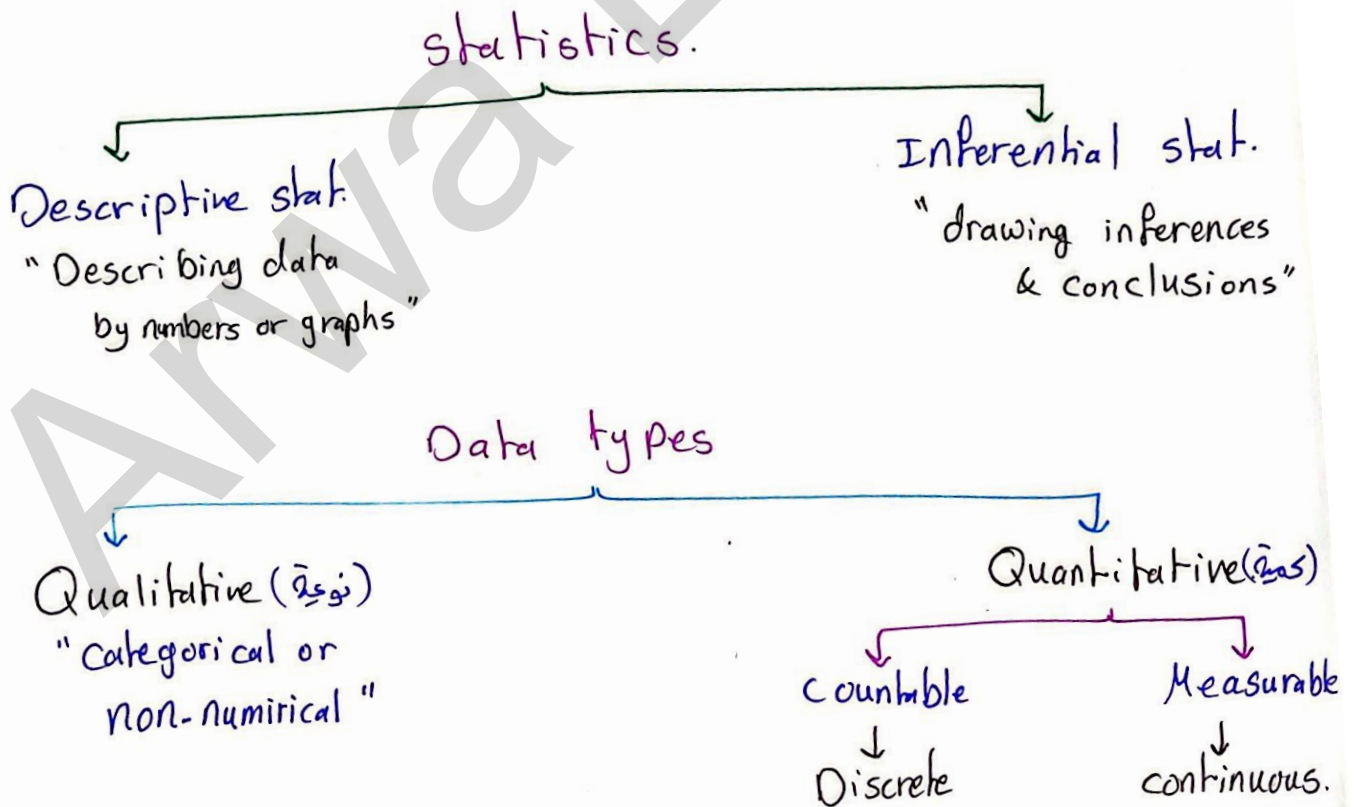 statistics.
Descriptive stat.
"Describing data
by numbers or graphs"
Inferential stat.
"drawing inferences
& conclusions"
Data types
Qualitative (نوعية)
"categorical or
non-numirical"
Quantitative (كمية)
Countable
Measurable
Discrete
continuous.
Arwa